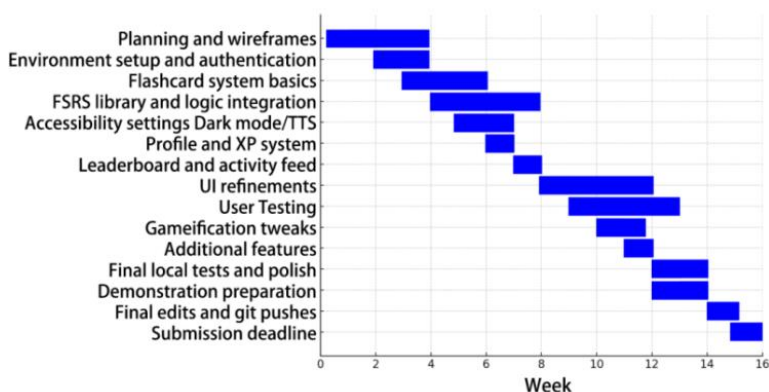 Planning and wireframes
Environment setup and authentication
Flashcard system basics
FSRS library and logic integration
Accessibility settings Dark mode/TTS
Profile and XP system
Leaderboard and activity feed
UI refinements
User Testing
Gameification tweaks
Additional features
Final local tests and polish
Demonstration preparation
Final edits and git pushes
Submission deadline
0 2 4 6 8 10 12 14 16
Week